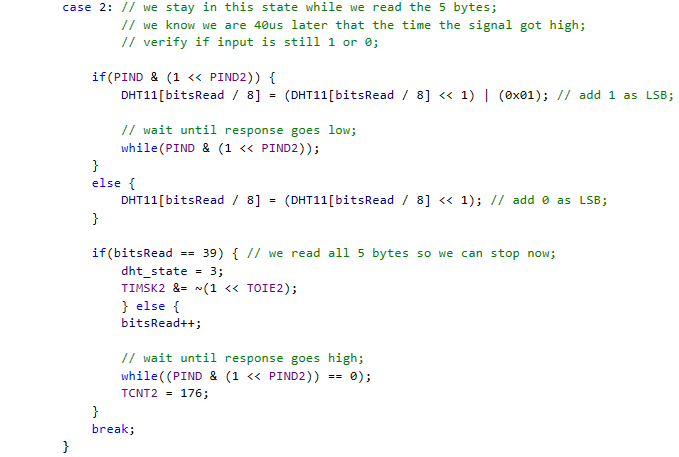 case 2: // we stay in this state while we read the 5 bytes;
        // we know we are 40us later that the time the signal got high;
        // verify if input is still 1 or 0;

    if(PIND & (1 << PIND2)) {
        DHT11[bitsRead / 8] = (DHT11[bitsRead / 8] << 1) | (0x01); // add 1 as LSB;

        // wait until response goes low;
        while(PIND & (1 << PIND2));
    }
    else {
        DHT11[bitsRead / 8] = (DHT11[bitsRead / 8] << 1); // add 0 as LSB;
    }

    if(bitsRead == 39) { // we read all 5 bytes so we can stop now;
        dht_state = 3;
        TIMSK2 &= ~(1 << TOIE2);
        } else {
        bitsRead++;

        // wait until response goes high;
        while((PIND & (1 << PIND2)) == 0);
        TCNT2 = 176;
    }
    break;
}